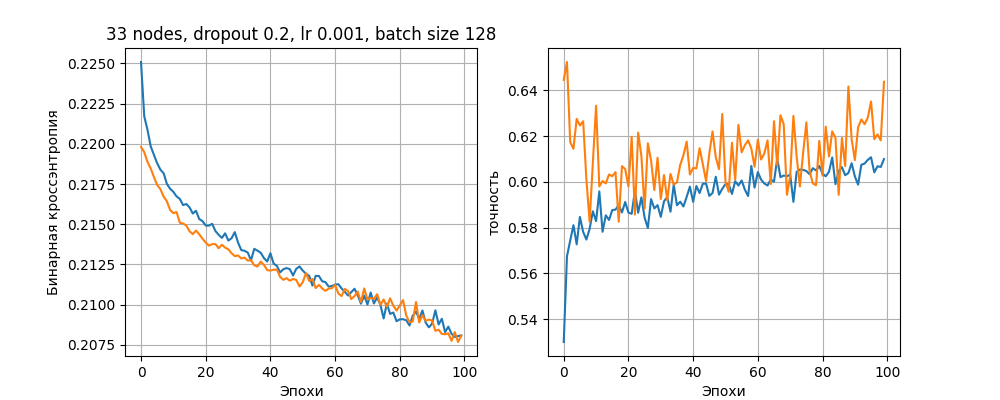 33 nodes, dropout 0.2, lr 0.001, batch size 128
Бинарная кроссэнтропия
0.2250
0.2225
0.2200
0.2175
0.2150
0.2125
0.2100
0.2075
0 20 40 60 80 100
Эпохи
точность
0.64
0.62
0.60
0.58
0.56
0.54
0 20 40 60 80 100
Эпохи